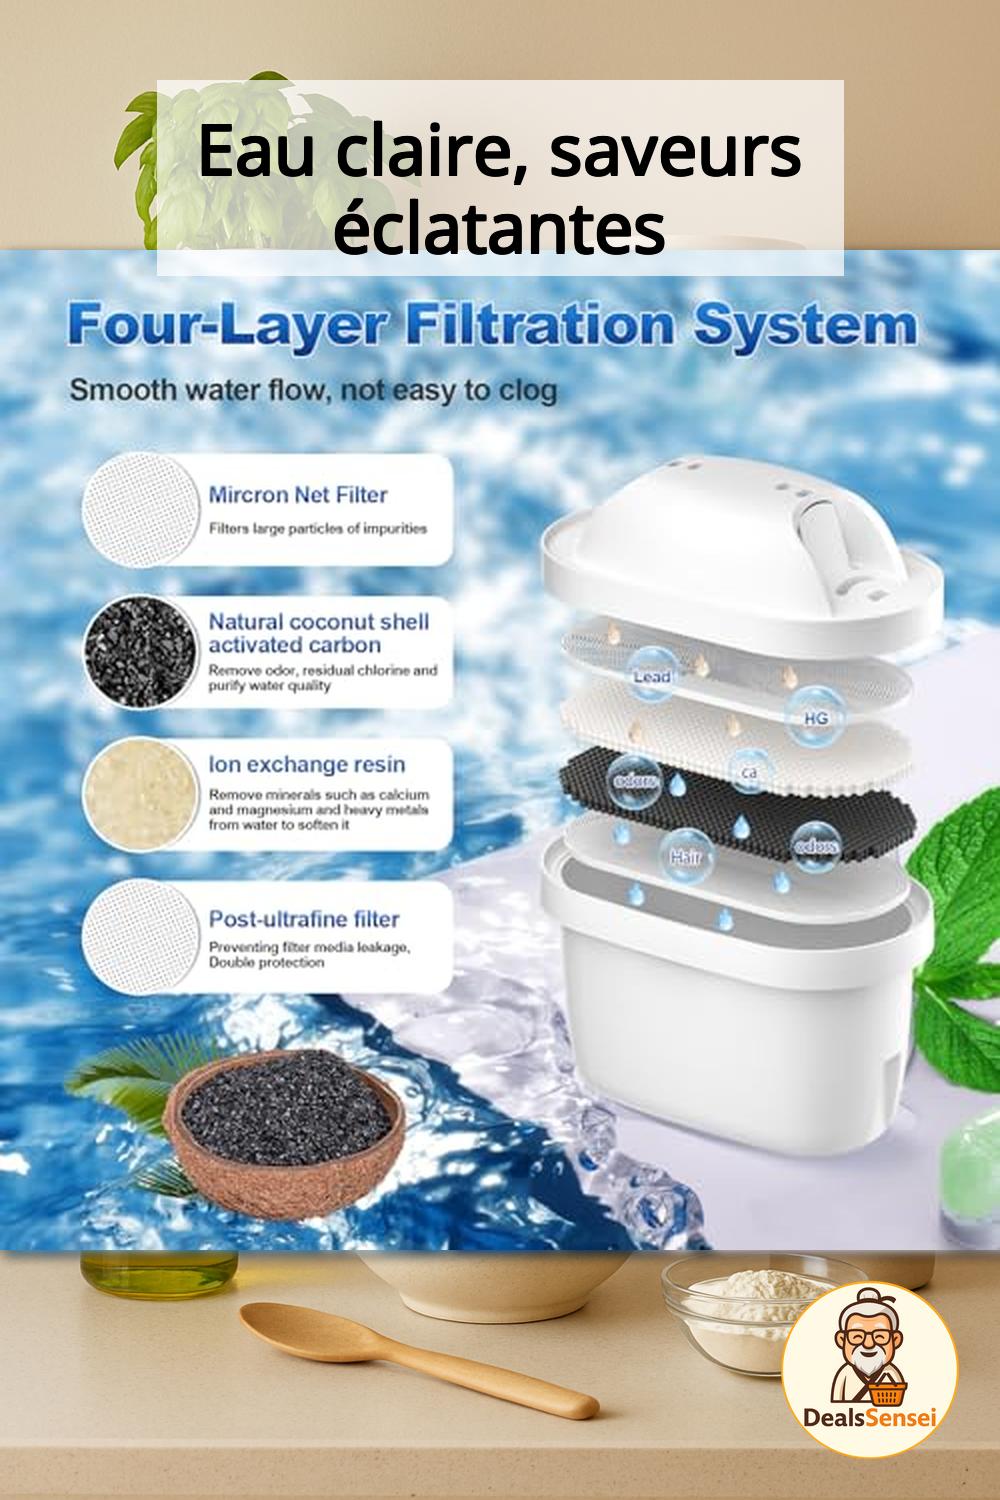 Eau claire, saveurs
éclatantes
Four-Layer Filtration System
Smooth water flow, not easy to clog
Mircron Net Filter
Filters large particles of impurities
Natural coconut shell
activated carbon
Remove odor, residual chlorine and
purify water quality
Ion exchange resin
Remove minerals such as calcium
and magnesium and heavy metals
from water to soften it
Post-ultrafine filter
Preventing filter media leakage,
Double protection
Lead
HG
odors
ca
Hair
odors
DealsSensei